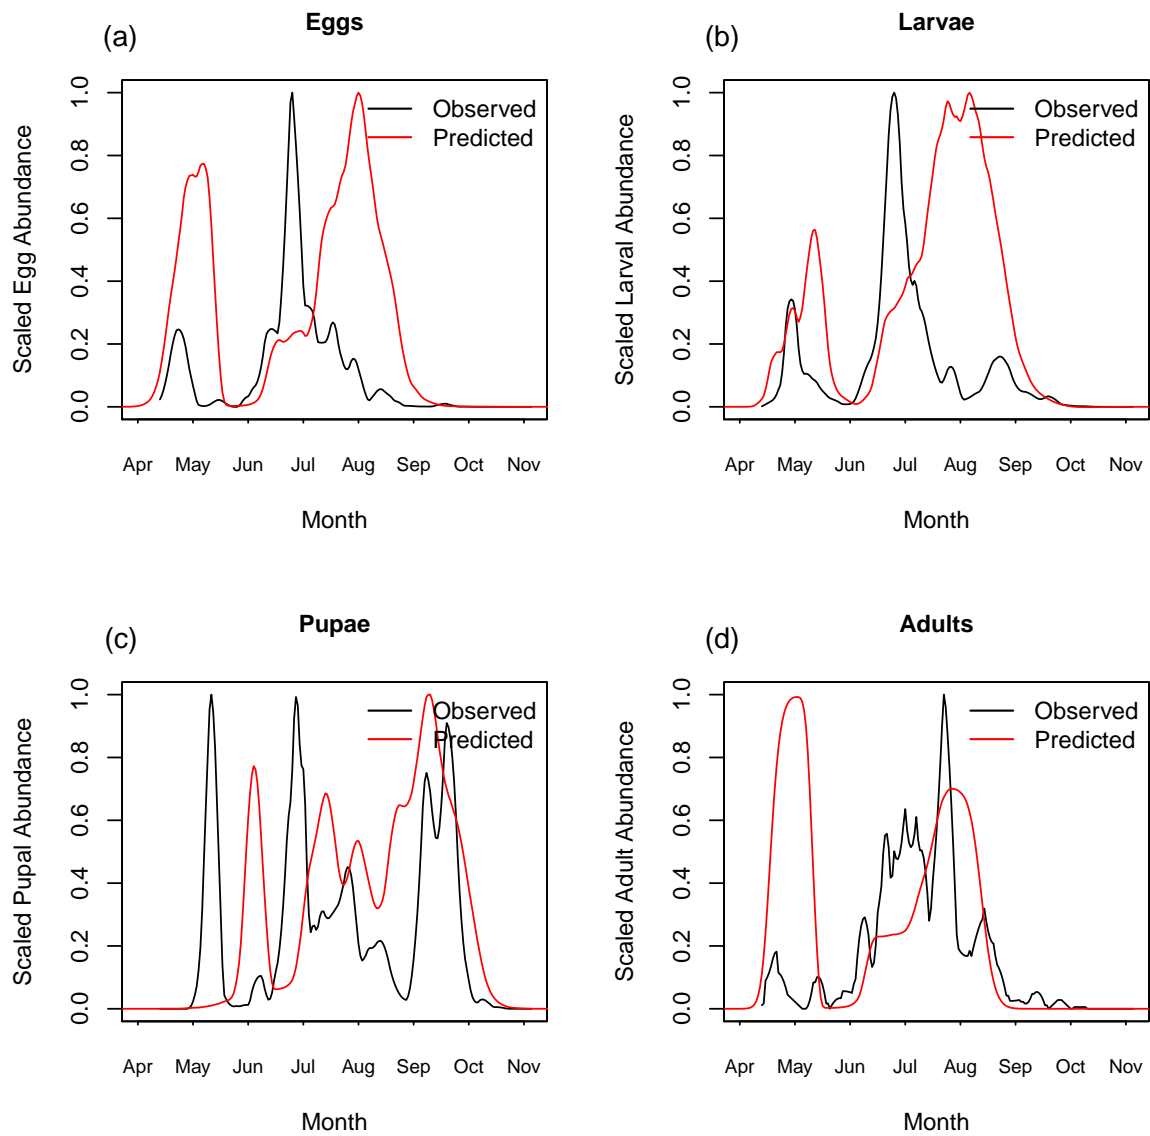 (a)
Eggs
Scaled Egg Abundance
0.0 0.2 0.4 0.6 0.8 1.0
Observed
Predicted
Apr May Jun Jul Aug Sep Oct Nov
Month
(b)
Larvae
Scaled Larval Abundance
0.0 0.2 0.4 0.6 0.8 1.0
Observed
Predicted
Apr May Jun Jul Aug Sep Oct Nov
Month
(c)
Pupae
Scaled Pupal Abundance
0.0 0.2 0.4 0.6 0.8 1.0
Observed
Predicted
Apr May Jun Jul Aug Sep Oct Nov
Month
(d)
Adults
Scaled Adult Abundance
0.0 0.2 0.4 0.6 0.8 1.0
Observed
Predicted
Apr May Jun Jul Aug Sep Oct Nov
Month